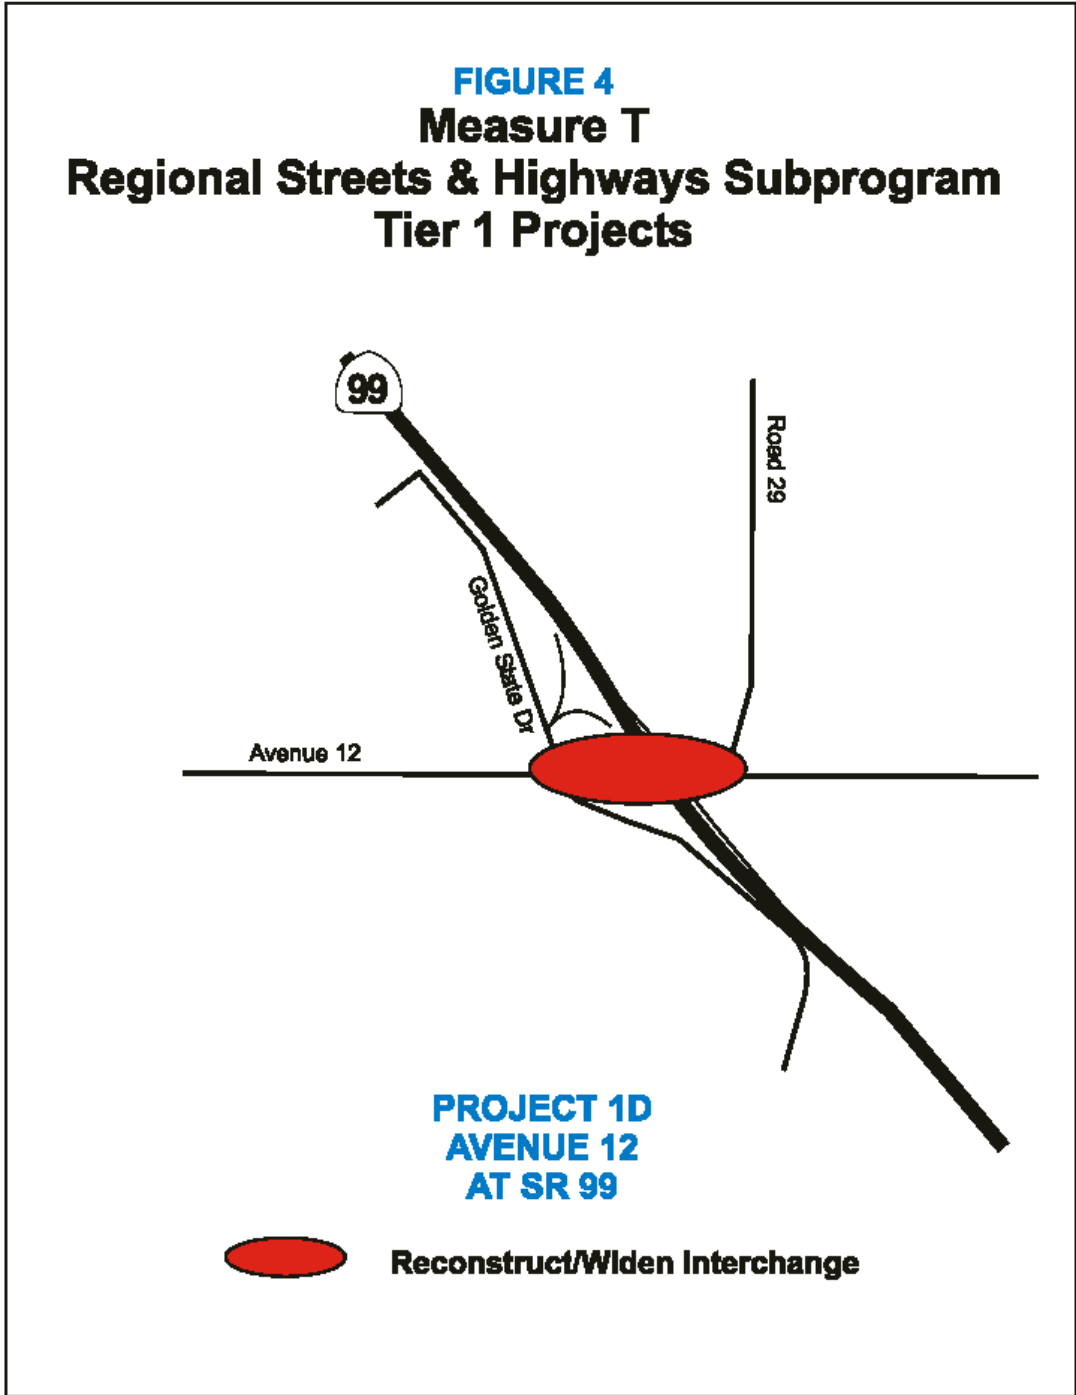 FIGURE 4
Measure T
Regional Streets & Highways Subprogram
Tier 1 Projects
99
Road 29
Golden State Dr
Avenue 12
PROJECT 1D
AVENUE 12
AT SR 99
Reconstruct/Widen Interchange